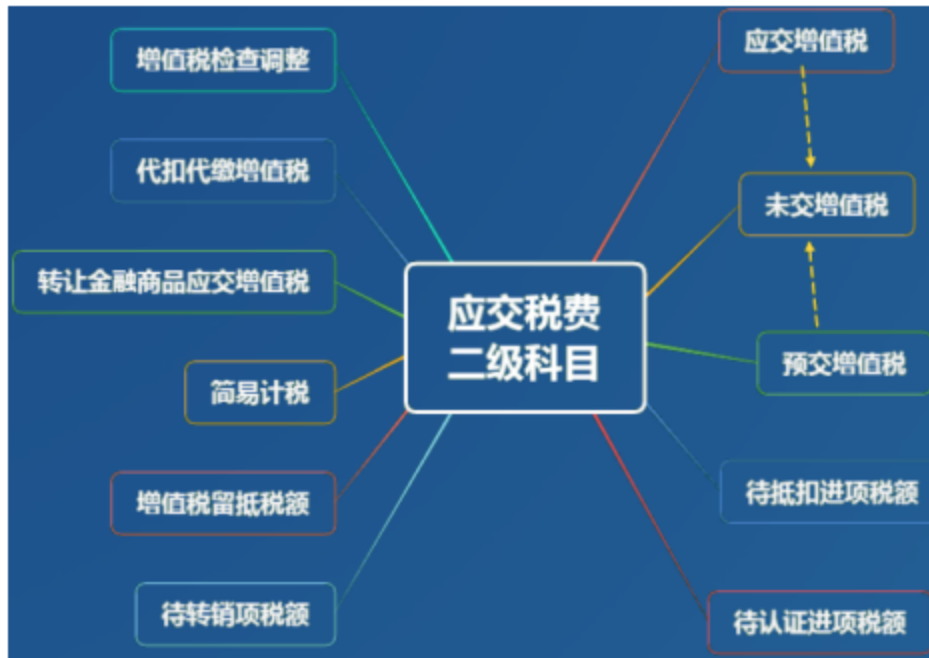 增值税检查调整
代扣代缴增值税
转让金融商品应交增值税
简易计税
增值税留抵税额
待转销项税额
应交税费
二级科目
应交增值税
未交增值税
预交增值税
待抵扣进项税额
待认证进项税额